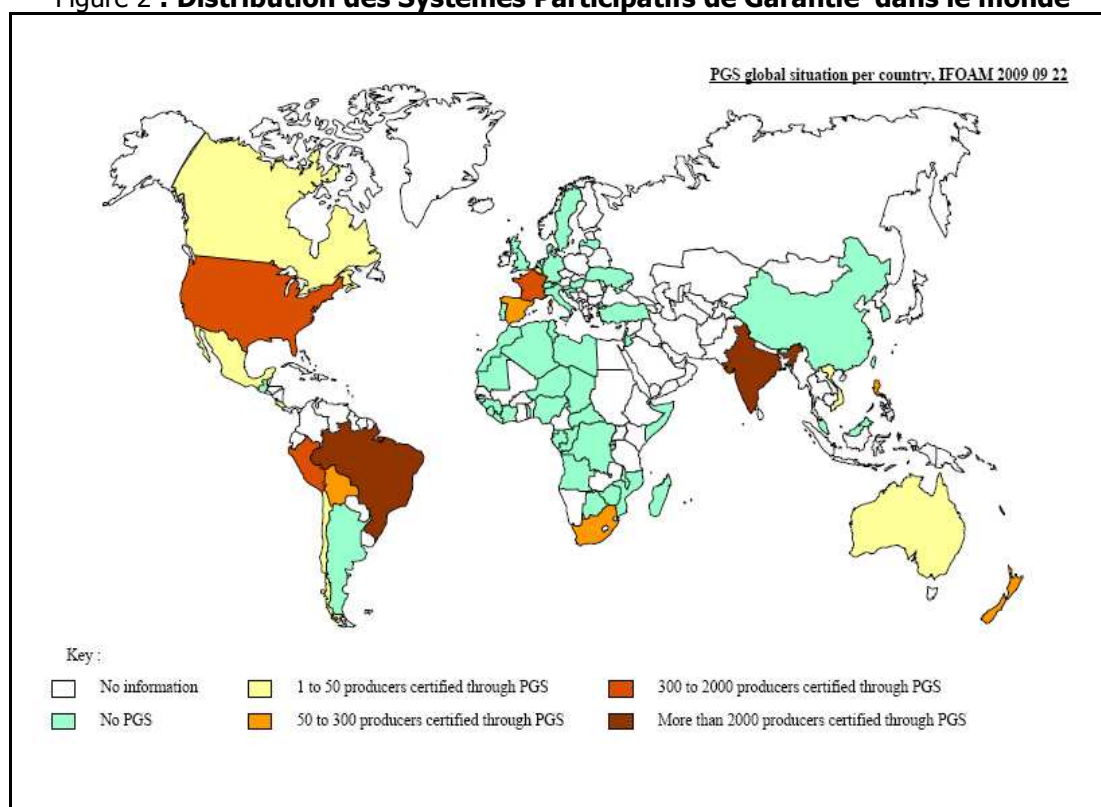 Figure 2 : Distribution des Systèmes Participatifs de Garantie dans le monde
PGS global situation per country, IFOAM 2009 09 22
Key :
No information
1 to 50 producers certified through PGS
300 to 2000 producers certified through PGS
No PGS
50 to 300 producers certified through PGS
More than 2000 producers certified through PGS